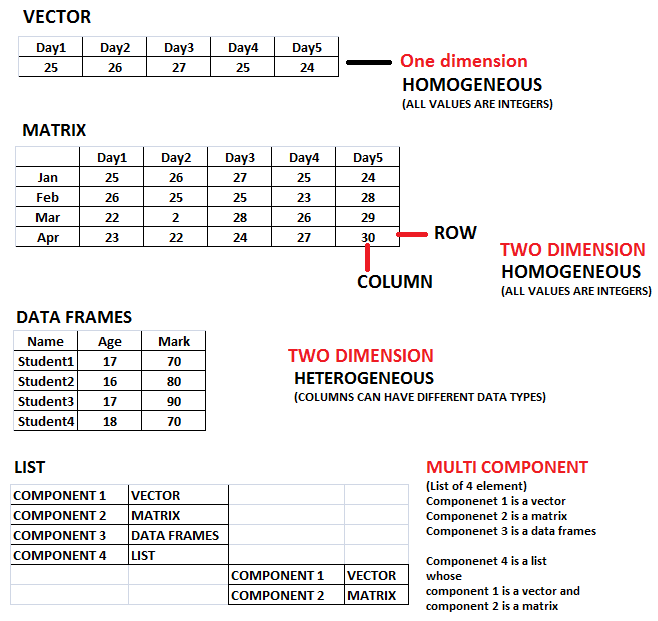 VECTOR
Day1 Day2 Day3 Day4 Day5
25 26 27 25 24
One dimension
HOMOGENEOUS
(ALL VALUES ARE INTEGERS)
MATRIX
Day1 Day2 Day3 Day4 Day5
Jan 25 26 27 25 24
Feb 26 25 25 23 28
Mar 22 2 28 26 29
Apr 23 22 24 27 30
ROW
COLUMN
TWO DIMENSION
HOMOGENEOUS
(ALL VALUES ARE INTEGERS)
DATA FRAMES
Name Age Mark
Student1 17 70
Student2 16 80
Student3 17 90
Student4 18 70
TWO DIMENSION
HETEROGENEOUS
(COLUMNS CAN HAVE DIFFERENT DATA TYPES)
LIST
COMPONENT 1 VECTOR
COMPONENT 2 MATRIX
COMPONENT 3 DATA FRAMES
COMPONENT 4 LIST
COMPONENT 1 VECTOR
COMPONENT 2 MATRIX
MULTI COMPONENT
(List of 4 element)
Componenet 1 is a vector
Componenet 2 is a matrix
Componenet 3 is a data frames
Componenet 4 is a list
whose
component 1 is a vector and
component 2 is a matrix